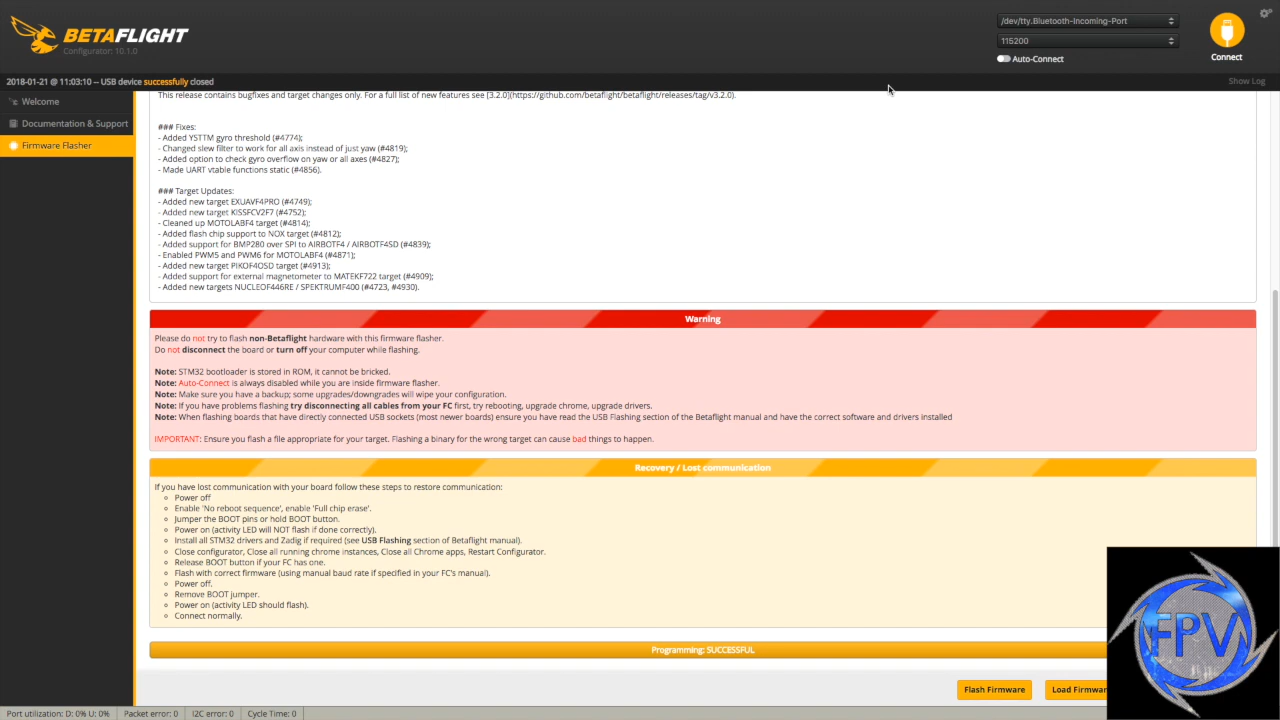 BETAFLIGHT
Configurator: 10.1.0
/dev/tty.Bluetooth-Incoming-Port
115200
Auto-Connect
Connect
2018-01-21 @ 11:03:10 -- USB device successfully closed
Show Log
Welcome
Documentation & Support
Firmware Flasher
This release contains bugfixes and target changes only. For a full list of new features see [3.2.0](https://github.com/betaflight/betaflight/releases/tag/v3.2.0).
### Fixes:
- Added YSTTM gyro threshold (#4774);
- Changed slew filter to work for all axis instead of just yaw (#4819);
- Added option to check gyro overflow on yaw or all axes (#4827);
- Made UART vtable functions static (#4856).
### Target Updates:
- Added new target EXUAVF4PRO (#4749);
- Added new target KISSFCV2F7 (#4752);
- Cleaned up MOTOLABF4 target (#4814);
- Added flash chip support to NOX target (#4812);
- Added support for BMP280 over SPI to AIRBOTF4 / AIRBOTF4SD (#4839);
- Enabled PWM5 and PWM6 for MOTOLABF4 (#4871);
- Added new target PIKOF4OSD target (#4913);
- Added support for external magnetometer to MATEKF722 target (#4909);
- Added new targets NUCLEOF446RE / SPEKTRUMF400 (#4723, #4930).
Warning
Please do not try to flash non-Betaflight hardware with this firmware flasher.
Do not disconnect the board or turn off your computer while flashing.
Note: STM32 bootloader is stored in ROM, it cannot be bricked.
Note: Auto-Connect is always disabled while you are inside firmware flasher.
Note: Make sure you have a backup; some upgrades/downgrades will wipe your configuration.
Note: If you have problems flashing try disconnecting all cables from your FC first, try rebooting, upgrade chrome, upgrade drivers.
Note: When flashing boards that have directly connected USB sockets (most newer boards) ensure you have read the USB Flashing section of the Betaflight manual and have the correct software and drivers installed
IMPORTANT: Ensure you flash a file appropriate for your target. Flashing a binary for the wrong target can cause bad things to happen.
Recovery / Lost communication
If you have lost communication with your board follow these steps to restore communication:
Power off
Enable 'No reboot sequence', enable 'Full chip erase'.
Jumper the BOOT pins or hold BOOT button.
Power on (activity LED will NOT flash if done correctly).
Install all STM32 drivers and Zadig if required (see USB Flashing section of Betaflight manual).
Close configurator, Close all running chrome instances, Close all Chrome apps, Restart Configurator.
Release BOOT button if your FC has one.
Flash with correct firmware (using manual baud rate if specified in your FC's manual).
Power off.
Remove BOOT jumper.
Power on (activity LED should flash).
Connect normally.
Programming: SUCCESSFUL
Flash Firmware
Load Firmwar
FPV
Port utilization: D: 0% U: 0%
Packet error: 0
I2C error: 0
Cycle Time: 0